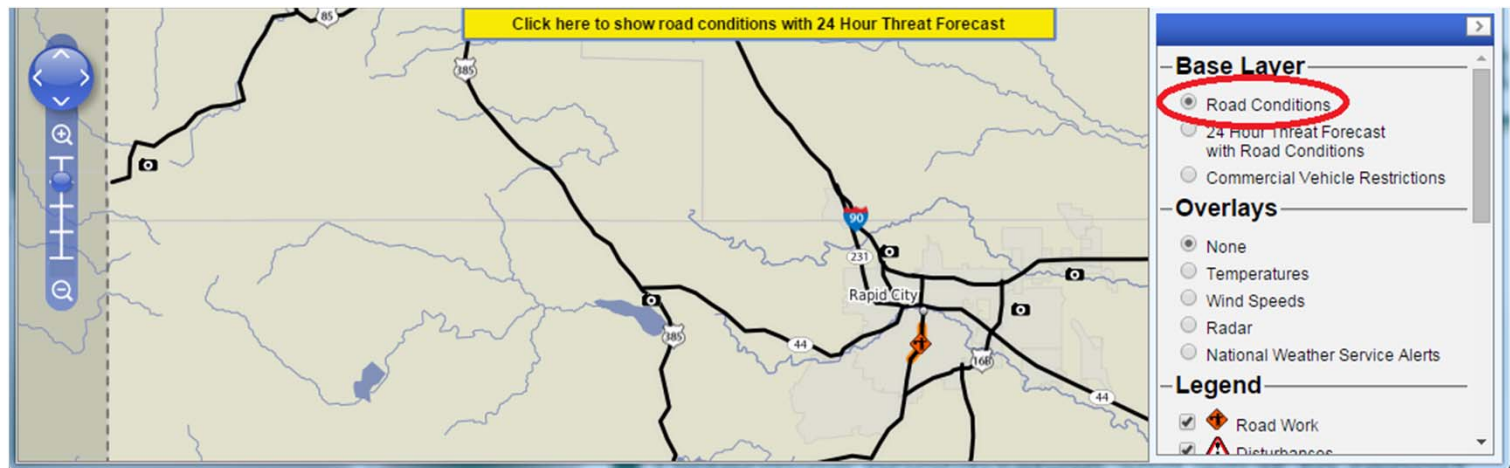 Click here to show road conditions with 24 Hour Threat Forecast
85
385
90
231
Rapid City
44
385
16B
44
Base Layer
Road Conditions
24 Hour Threat Forecast
with Road Conditions
Commercial Vehicle Restrictions
Overlays
None
Temperatures
Wind Speeds
Radar
National Weather Service Alerts
Legend
Road Work
Disturbances